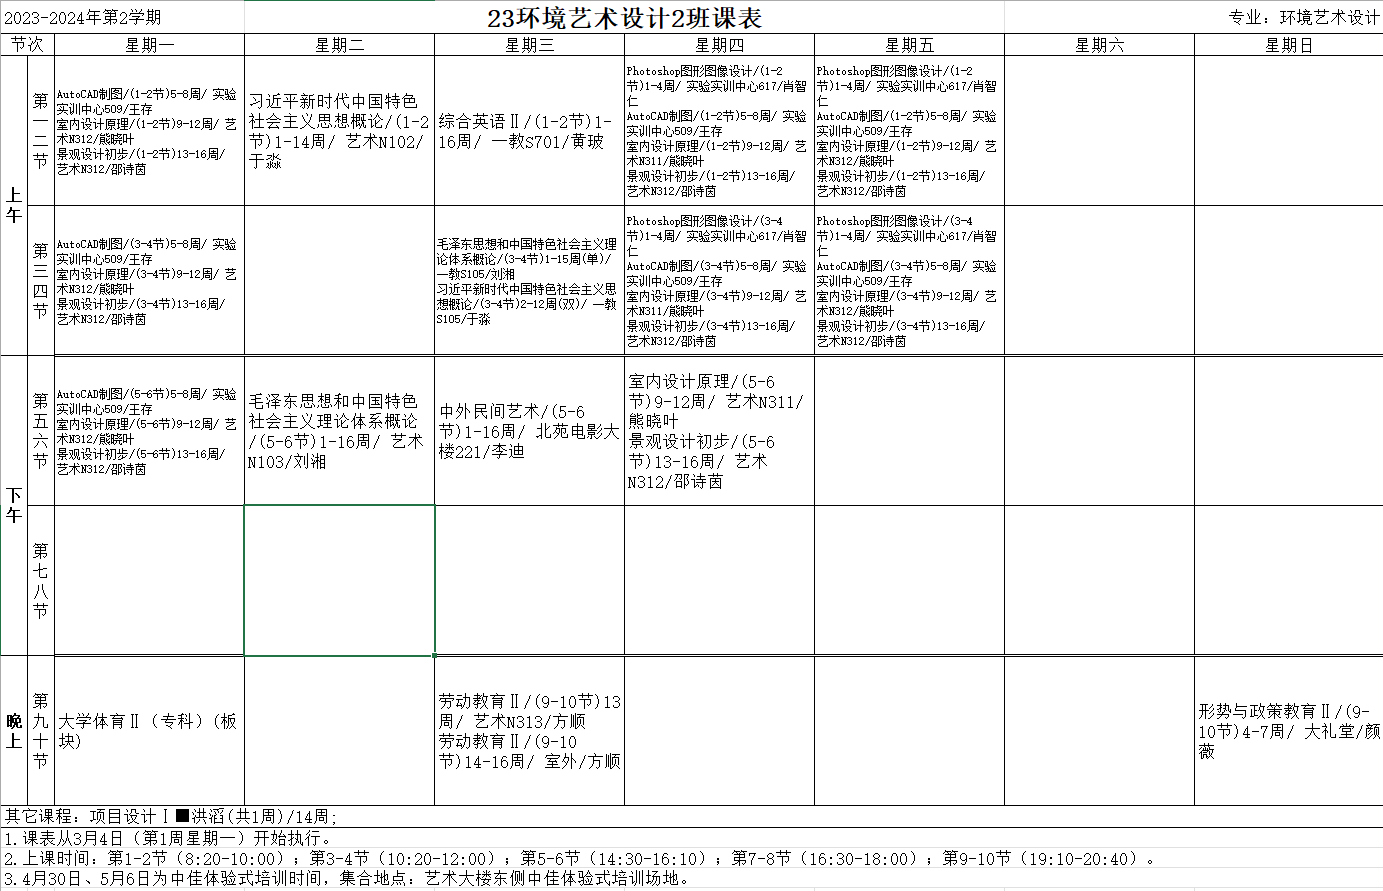 2023-2024年第2学期
23环境艺术设计2班课表
专业: 环境艺术设计
节次
星期一
星期二
星期三
星期四
星期五
星期六
星期日
上午
第一二节
AutoCAD制图/(1-2节)5-8周/ 实验
实训中心509/王存
室内设计原理/(1-2节)9-12周/ 艺
术N312/熊晓叶
景观设计初步/(1-2节)13-16周/
艺术N312/邵诗茵
习近平新时代中国特色
社会主义思想概论/(1-2
节)1-14周/ 艺术N102/
于淼
综合英语Ⅱ/(1-2节)1-
16周/ 一教S701/黄玻
Photoshop图形图像设计/(1-2
节)1-4周/ 实验实训中心617/肖智
仁
AutoCAD制图/(1-2节)5-8周/ 实验
实训中心509/王存
室内设计原理/(1-2节)9-12周/ 艺
术N311/熊晓叶
景观设计初步/(1-2节)13-16周/
艺术N312/邵诗茵
Photoshop图形图像设计/(1-2
节)1-4周/ 实验实训中心617/肖智
仁
AutoCAD制图/(1-2节)5-8周/ 实验
实训中心509/王存
室内设计原理/(1-2节)9-12周/ 艺
术N312/熊晓叶
景观设计初步/(1-2节)13-16周/
艺术N312/邵诗茵
第三四节
AutoCAD制图/(3-4节)5-8周/ 实验
实训中心509/王存
室内设计原理/(3-4节)9-12周/ 艺
术N312/熊晓叶
景观设计初步/(3-4节)13-16周/
艺术N312/邵诗茵
毛泽东思想和中国特色社会主义理
论体系概论/(3-4节)1-15周(单)/
一教S105/刘湘
习近平新时代中国特色社会主义思
想概论/(3-4节)2-12周(双)/ 一教
S105/于淼
Photoshop图形图像设计/(3-4
节)1-4周/ 实验实训中心617/肖智
仁
AutoCAD制图/(3-4节)5-8周/ 实验
实训中心509/王存
室内设计原理/(3-4节)9-12周/ 艺
术N311/熊晓叶
景观设计初步/(3-4节)13-16周/
艺术N312/邵诗茵
Photoshop图形图像设计/(3-4
节)1-4周/ 实验实训中心617/肖智
仁
AutoCAD制图/(3-4节)5-8周/ 实验
实训中心509/王存
室内设计原理/(3-4节)9-12周/ 艺
术N312/熊晓叶
景观设计初步/(3-4节)13-16周/
艺术N312/邵诗茵
下午
第五六节
AutoCAD制图/(5-6节)5-8周/ 实验
实训中心509/王存
室内设计原理/(5-6节)9-12周/ 艺
术N312/熊晓叶
景观设计初步/(5-6节)13-16周/
艺术N312/邵诗茵
毛泽东思想和中国特色
社会主义理论体系概论
/(5-6节)1-16周/ 艺术
N103/刘湘
中外民间艺术/(5-6
节)1-16周/ 北苑电影大
楼221/李迪
室内设计原理/(5-6
节)9-12周/ 艺术N311/
熊晓叶
景观设计初步/(5-6
节)13-16周/ 艺术
N312/邵诗茵
第七八节
晚上
第九十节
大学体育Ⅱ（专科）(板
块)
劳动教育Ⅱ/(9-10节)13
周/ 艺术N313/方顺
劳动教育Ⅱ/(9-10
节)14-16周/ 室外/方顺
形势与政策教育Ⅱ/(9-
10节)4-7周/ 大礼堂/颜
薇
其它课程: 项目设计Ⅰ■洪滔(共1周)/14周;
1.课表从3月4日（第1周星期一）开始执行。
2.上课时间: 第1-2节（8:20-10:00）; 第3-4节（10:20-12:00）; 第5-6节（14:30-16:10）; 第7-8节（16:30-18:00）; 第9-10节（19:10-20:40）。
3.4月30日、5月6日为中佳体验式培训时间，集合地点: 艺术大楼东侧中佳体验式培训场地。